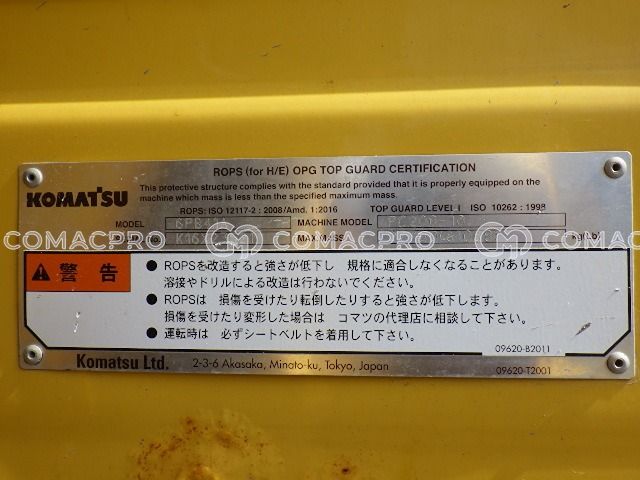 ROPS (for H/E) OPG TOP GUARD CERTIFICATION
KOMATSU
This protective structure complies with the standard provided that it is properly equipped on the
machine which mass is less than the specified maximum mass.
ROPS: ISO 12117-2 : 2008/Amd. 1:2016 TOP GUARD LEVEL I ISO 10262 : 1998
MODEL MACHINE MODEL
MAX MASS
COMACPRO COMACPRO COMACPRO COMACPRO
警告
● ROPSを改造すると強さが低下し 規格に適合しなくなることがあります。
溶接やドリルによる改造は行わないでください。
● ROPSは 損傷を受けたり転倒したりすると強さが低下します。
損傷を受けたり変形した場合は コマツの代理店に相談して下さい。
● 運転時は 必ずシートベルトを着用して下さい。
09620-B2011
Komatsu Ltd. 2-3-6 Akasaka, Minato-ku, Tokyo, Japan
09620-T2001